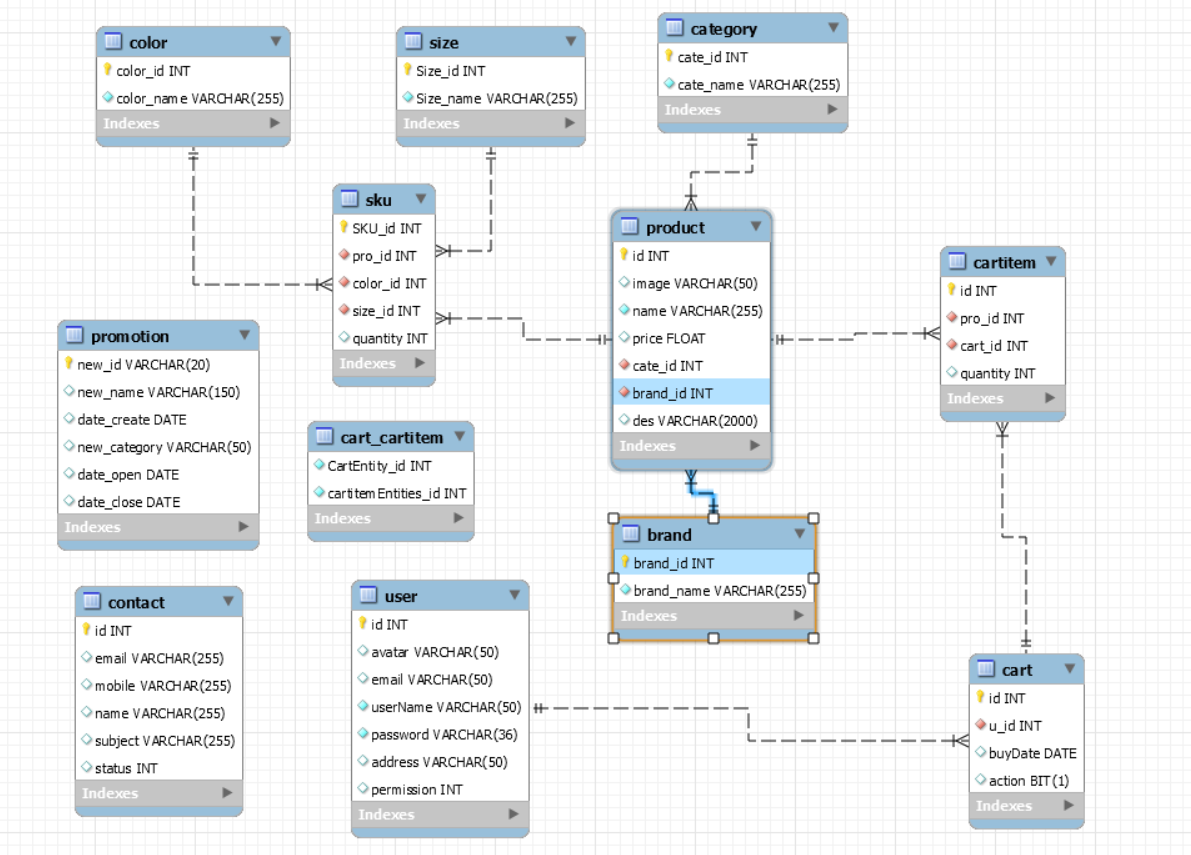 color
color_id INT
color_name VARCHAR(255)
Indexes
size
Size_id INT
Size_name VARCHAR(255)
Indexes
category
cate_id INT
cate_name VARCHAR(255)
Indexes
sku
SKU_id INT
pro_id INT
color_id INT
size_id INT
quantity INT
Indexes
product
id INT
image VARCHAR(50)
name VARCHAR(255)
price FLOAT
cate_id INT
brand_id INT
des VARCHAR(2000)
Indexes
cartitem
id INT
pro_id INT
cart_id INT
quantity INT
Indexes
promotion
new_id VARCHAR(20)
new_name VARCHAR(150)
date_create DATE
new_category VARCHAR(50)
date_open DATE
date_close DATE
Indexes
cart_cartitem
CartEntity_id INT
cartitemEntities_id INT
Indexes
brand
brand_id INT
brand_name VARCHAR(255)
Indexes
contact
id INT
email VARCHAR(255)
mobile VARCHAR(255)
name VARCHAR(255)
subject VARCHAR(255)
status INT
Indexes
user
id INT
avatar VARCHAR(50)
email VARCHAR(50)
userName VARCHAR(50)
password VARCHAR(36)
address VARCHAR(50)
permission INT
Indexes
cart
id INT
u_id INT
buyDate DATE
action BIT(1)
Indexes